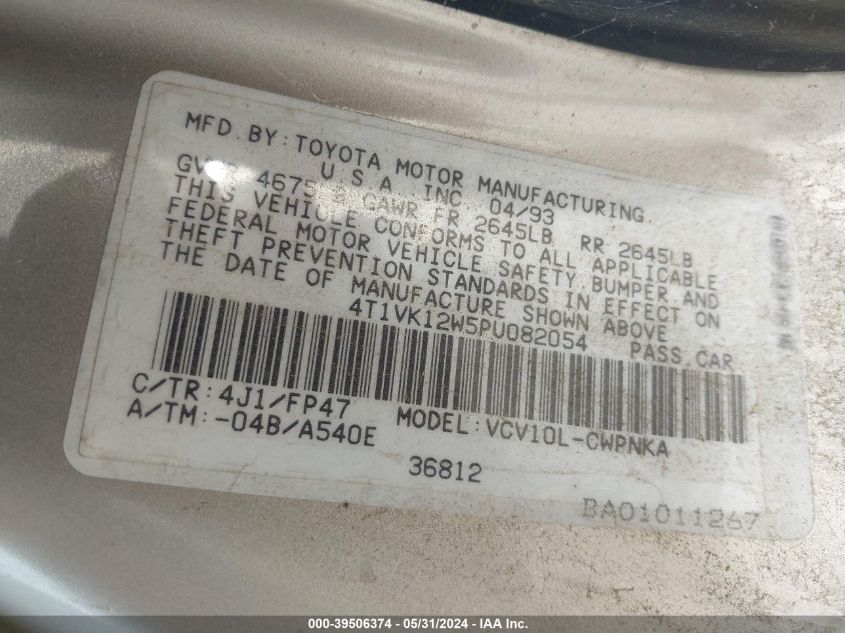 MFD. BY: TOYOTA MOTOR MANUFACTURING,
U S A INC 04/93
4675 GAWR FR 2645LB RR 2645LB
THIS VEHICLE CONFORMS TO ALL APPLICABLE
FEDERAL MOTOR VEHICLE SAFETY, BUMPER AND
THEFT PREVENTION STANDARDS IN EFFECT ON
THE DATE OF MANUFACTURE SHOWN ABOVE
4T1VK12W5PU082054 PASS. CAR
C/TR: 4J1/FP47 MODEL: VCV10L-CWPNKA
A/TM:-04B/A540E
36812
BA01011267
000-39506374 - 05/31/2024 - IAA Inc.